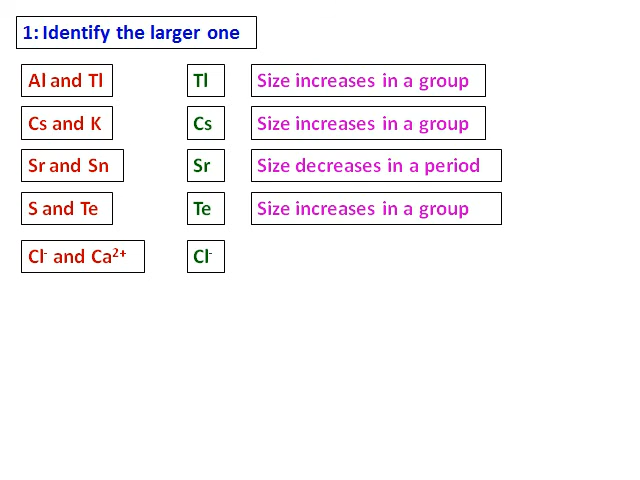 1: Identify the larger one
Al and Tl Tl Size increases in a group
Cs and K Cs Size increases in a group
Sr and Sn Sr Size decreases in a period
S and Te Te Size increases in a group
Cl⁻ and Ca²⁺ Cl⁻